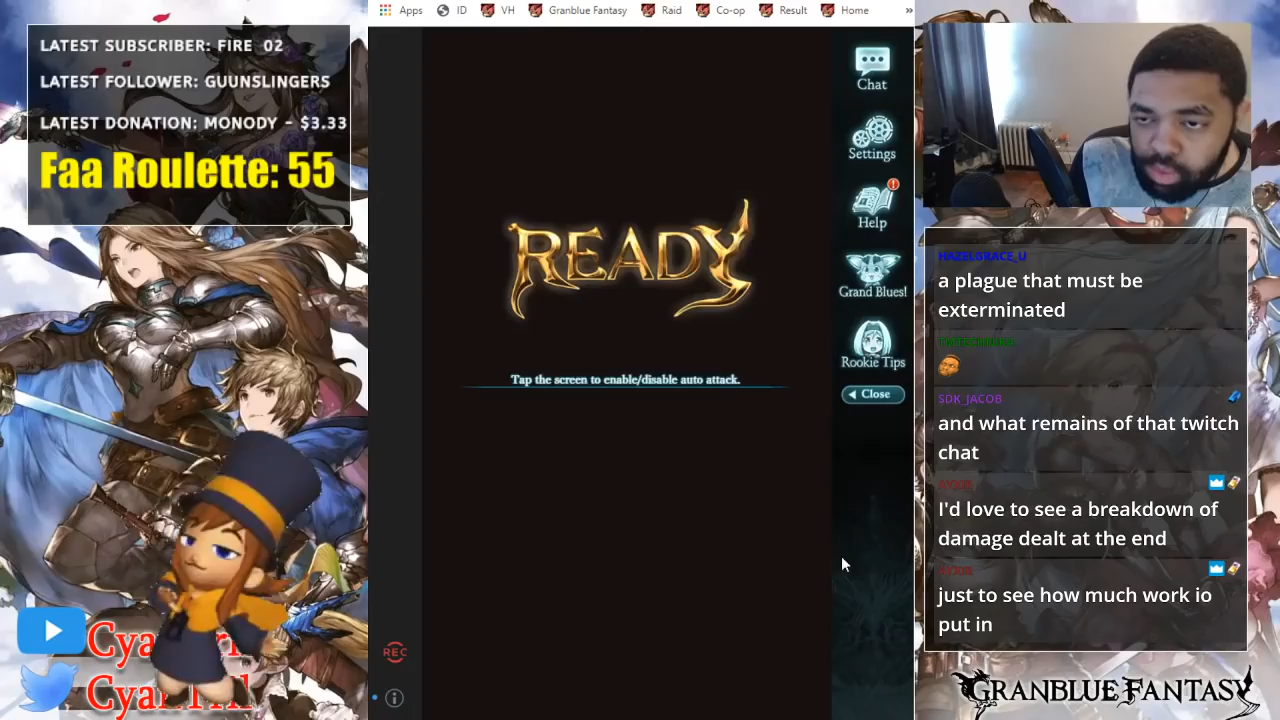 LATEST SUBSCRIBER: FIRE 02
LATEST FOLLOWER: GUUNSLINGERS
LATEST DONATION: MONODY - $3.33
Faa Roulette: 55
Apps
ID
VH
Granblue Fantasy
Raid
Co-op
Result
Home
»
READY
Tap the screen to enable/disable auto attack.
Chat
Settings
Help
Grand Blues!
Rookie Tips
Close
REC
HAZELGRACE_U
a plague that must be
exterminated
SDK_JACOB
and what remains of that twitch
chat
I'd love to see a breakdown of
damage dealt at the end
just to see how much work io
put in
GRANBLUE FANTASY